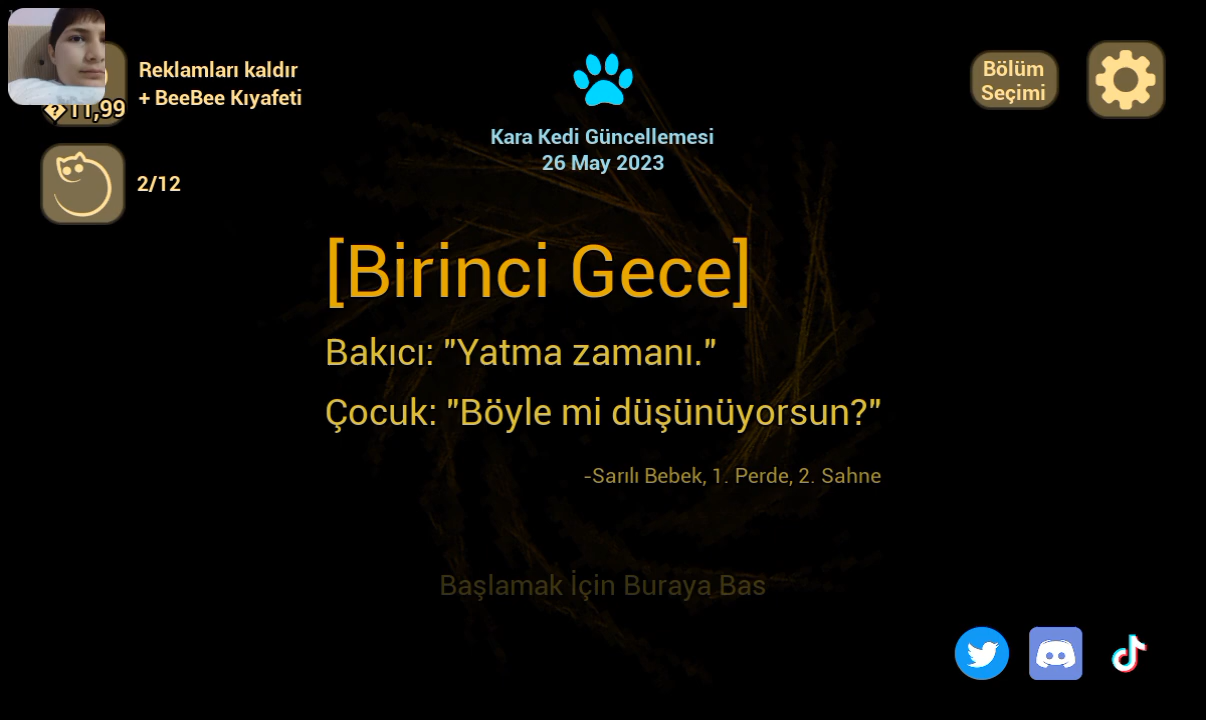 Reklamları kaldır
+ BeeBee Kıyafeti
11,99
2/12
Kara Kedi Güncellemesi
26 May 2023
Bölüm
Seçimi
[Birinci Gece]
Bakıcı: "Yatma zamanı."
Çocuk: "Böyle mi düşünüyorsun?"
-Sarılı Bebek, 1. Perde, 2. Sahne
Başlamak İçin Buraya Bas